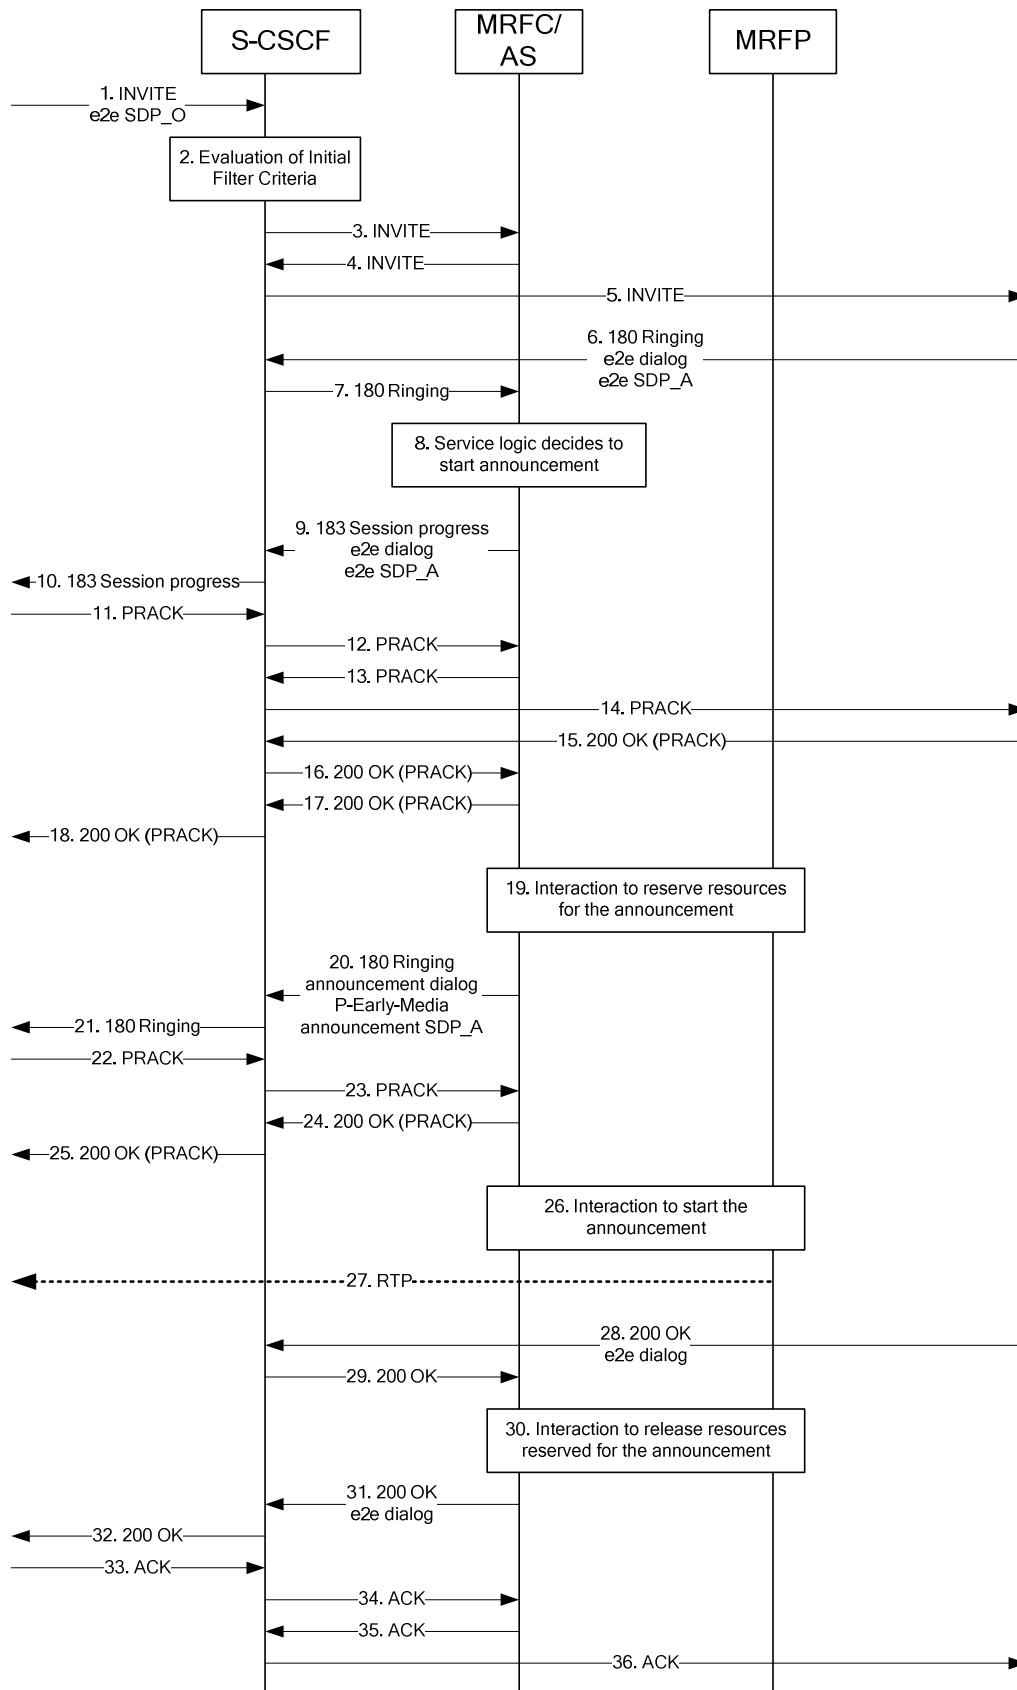 S-CSCF
MRFC/
AS
MRFP
1. INVITE
e2e SDP_O
2. Evaluation of Initial
Filter Criteria
3. INVITE
4. INVITE
5. INVITE
6. 180 Ringing
e2e dialog
e2e SDP_A
7. 180 Ringing
8. Service logic decides to
start announcement
9. 183 Session progress
e2e dialog
e2e SDP_A
10. 183 Session progress
11. PRACK
12. PRACK
13. PRACK
14. PRACK
15. 200 OK (PRACK)
16. 200 OK (PRACK)
17. 200 OK (PRACK)
18. 200 OK (PRACK)
19. Interaction to reserve resources
for the announcement
20. 180 Ringing
announcement dialog
P-Early-Media
announcement SDP_A
21. 180 Ringing
22. PRACK
23. PRACK
24. 200 OK (PRACK)
25. 200 OK (PRACK)
26. Interaction to start the
announcement
27. RTP
28. 200 OK
e2e dialog
29. 200 OK
30. Interaction to release resources
reserved for the announcement
31. 200 OK
e2e dialog
32. 200 OK
33. ACK
34. ACK
35. ACK
36. ACK